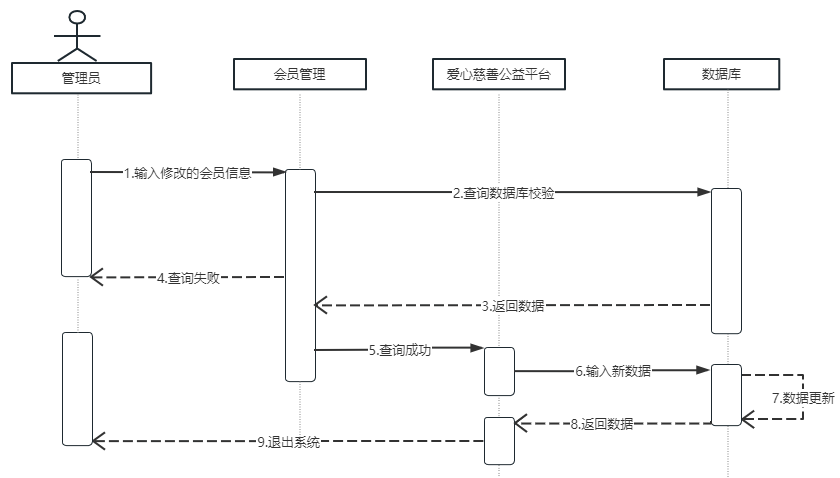 管理员
会员管理
爱心慈善公益平台
数据库
1.输入修改的会员信息
2.查询数据库校验
4.查询失败
3.返回数据
5.查询成功
6.输入新数据
7.数据更新
8.返回数据
9.退出系统